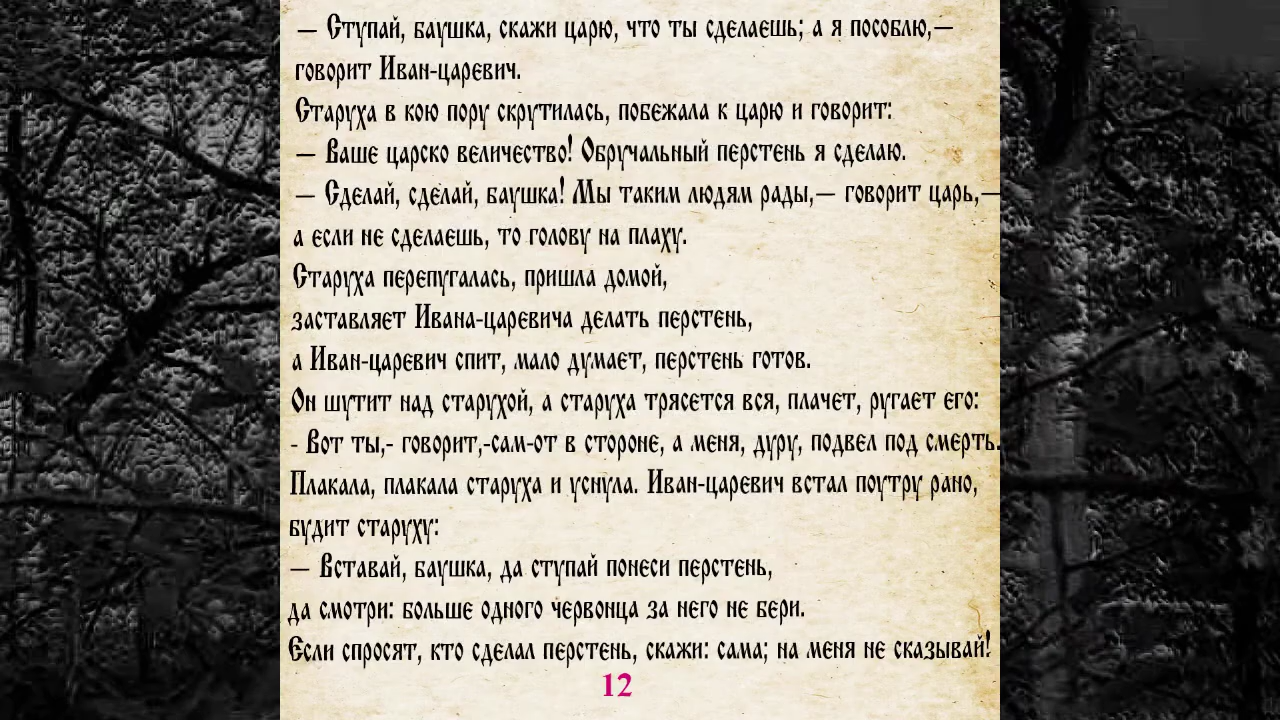 — Ступай, баушка, скажи царю, что ты сделаешь; а я пособлю,—
говорит Иван-царевич.
Старуха в кою пору скрутилась, побежала к царю и говорит:
— Ваше царско величество! Обручальный перстень я сделаю.
— Сделай, сделай, баушка! Мы таким людям рады,— говорит царь,—
а если не сделаешь, то голову на плаху.
Старуха перепугалась, пришла домой,
заставляет Ивана-царевича делать перстень,
а Иван-царевич спит, мало думает, перстень готов.
Он шутит над старухой, а старуха трясется вся, плачет, ругает его:
- Вот ты,- говорит,-сам-от в стороне, а меня, дуру, подвел под смерть.
Плакала, плакала старуха и уснула. Иван-царевич встал поутру рано,
будит старуху:
— Вставай, баушка, да ступай понеси перстень,
да смотри: больше одного червонца за него не бери.
Если спросят, кто сделал перстень, скажи: сама; на меня не сказывай!
12